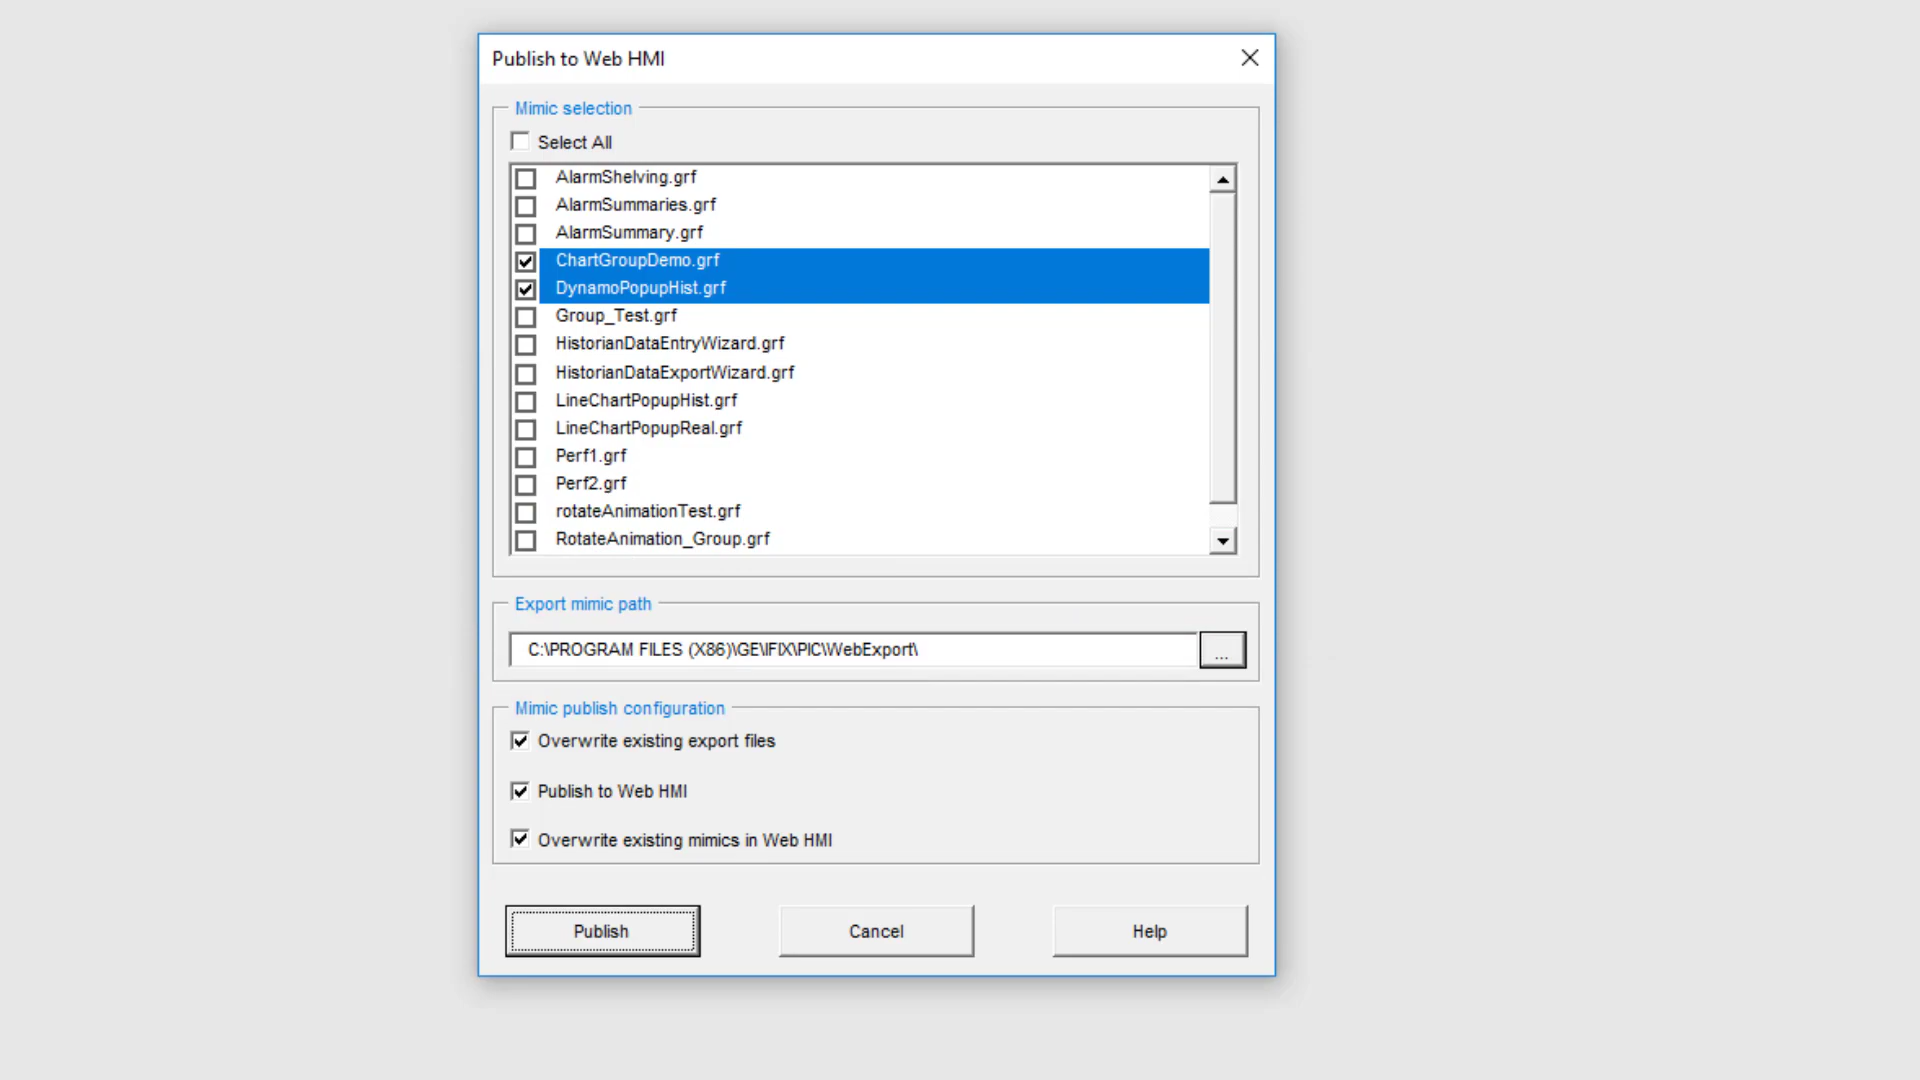 Publish to Web HMI
Mimic selection
Select All
AlarmShelving.grf
AlarmSummaries.grf
AlarmSummary.grf
ChartGroupDemo.grf
DynamoPopupHist.grf
Group_Test.grf
HistorianDataEntryWizard.grf
HistorianDataExportWizard.grf
LineChartPopupHist.grf
LineChartPopupReal.grf
Perf1.grf
Perf2.grf
rotateAnimationTest.grf
RotateAnimation_Group.grf
Export mimic path
C:\PROGRAM FILES (X86)\GE\IFIX\PIC\WebExport\ ...
Mimic publish configuration
Overwrite existing export files
Publish to Web HMI
Overwrite existing mimics in Web HMI
Publish Cancel Help